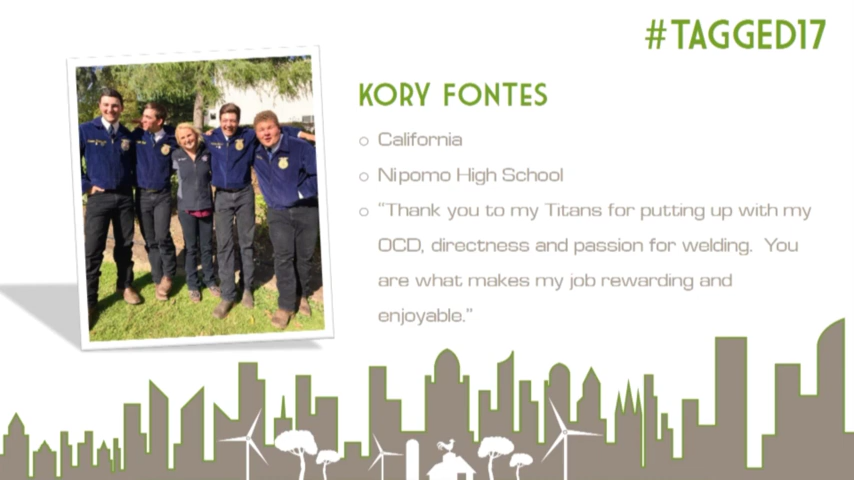 #TAGGED17
KORY FONTES
California
Nipomo High School
"Thank you to my Titans for putting up with my
OCD, directness and passion for welding.  You
are what makes my job rewarding and
enjoyable."